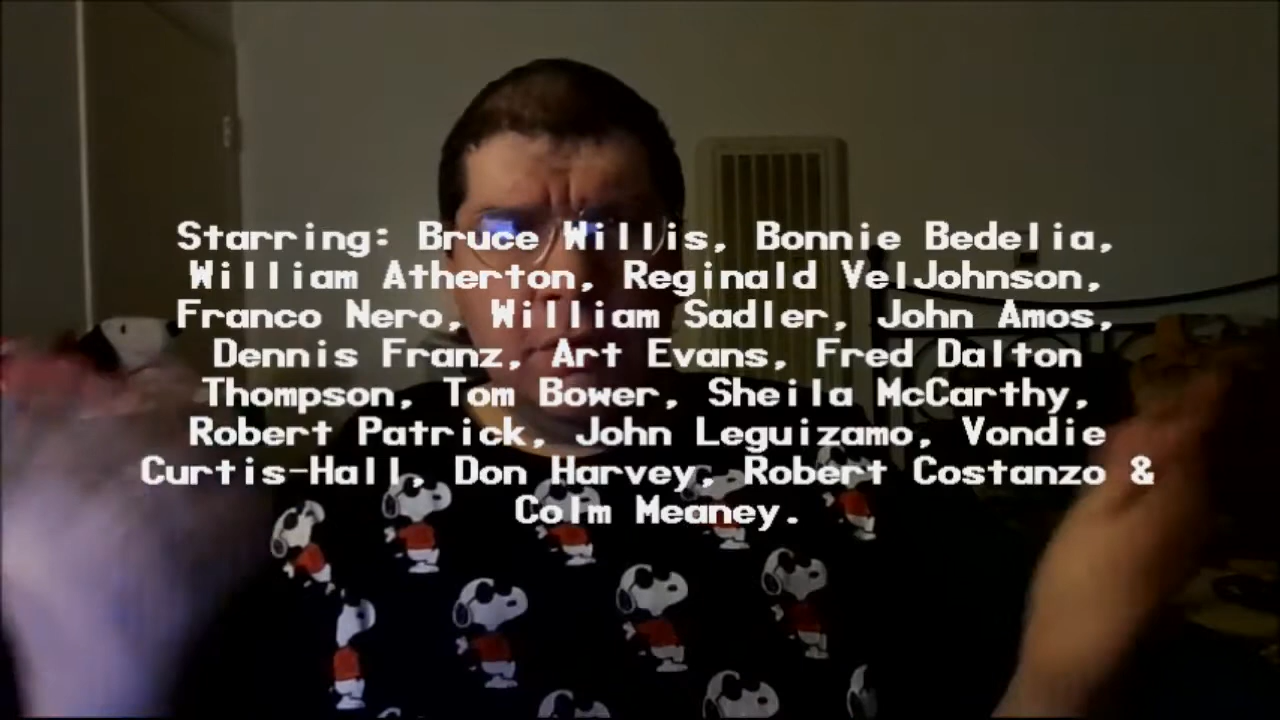 Starring: Bruce Willis, Bonnie Bedelia,
William Atherton, Reginald VelJohnson,
Franco Nero, William Sadler, John Amos,
Dennis Franz, Art Evans, Fred Dalton
Thompson, Tom Bower, Sheila McCarthy,
Robert Patrick, John Leguizamo, Vondie
Curtis-Hall, Don Harvey, Robert Costanzo &
Colm Meaney.